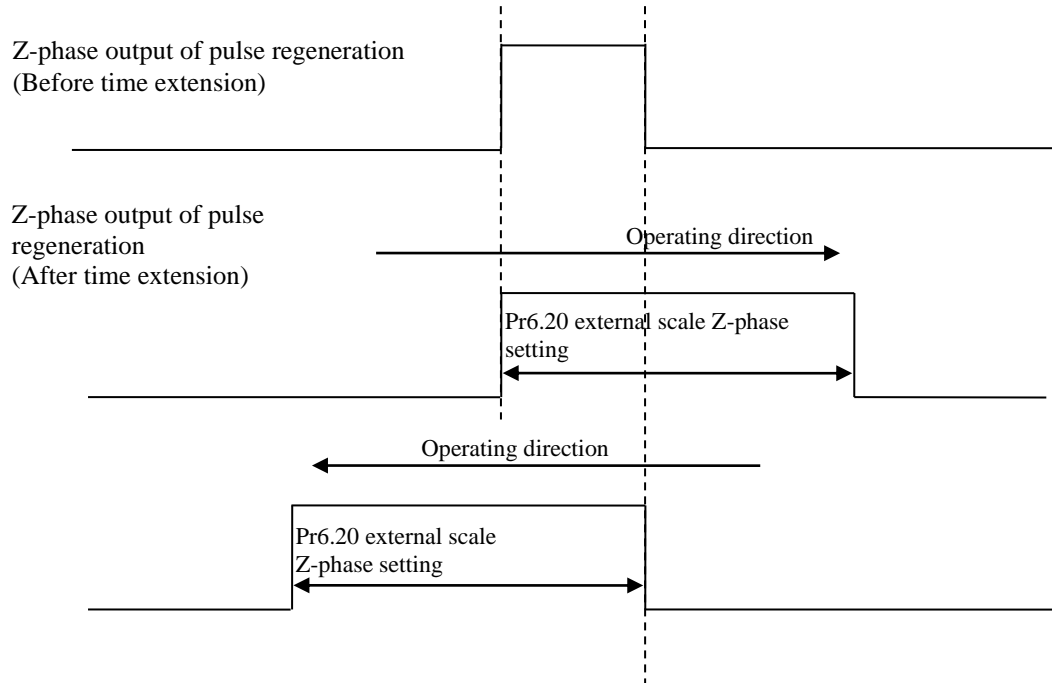 Z-phase output of pulse regeneration
(Before time extension)
Z-phase output of pulse
regeneration
(After time extension)
Operating direction
Pr6.20 external scale Z-phase
setting
Operating direction
Pr6.20 external scale
Z-phase setting